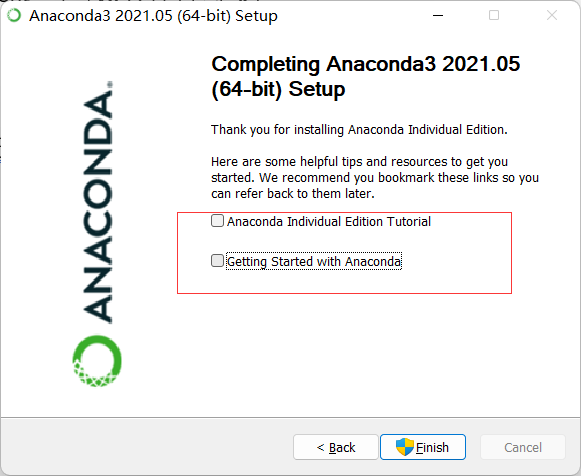 Anaconda3 2021.05 (64-bit) Setup
ANACONDA.
Completing Anaconda3 2021.05
(64-bit) Setup
Thank you for installing Anaconda Individual Edition.
Here are some helpful tips and resources to get you
started. We recommend you bookmark these links so you
can refer back to them later.
Anaconda Individual Edition Tutorial
Getting Started with Anaconda
< Back
Finish
Cancel